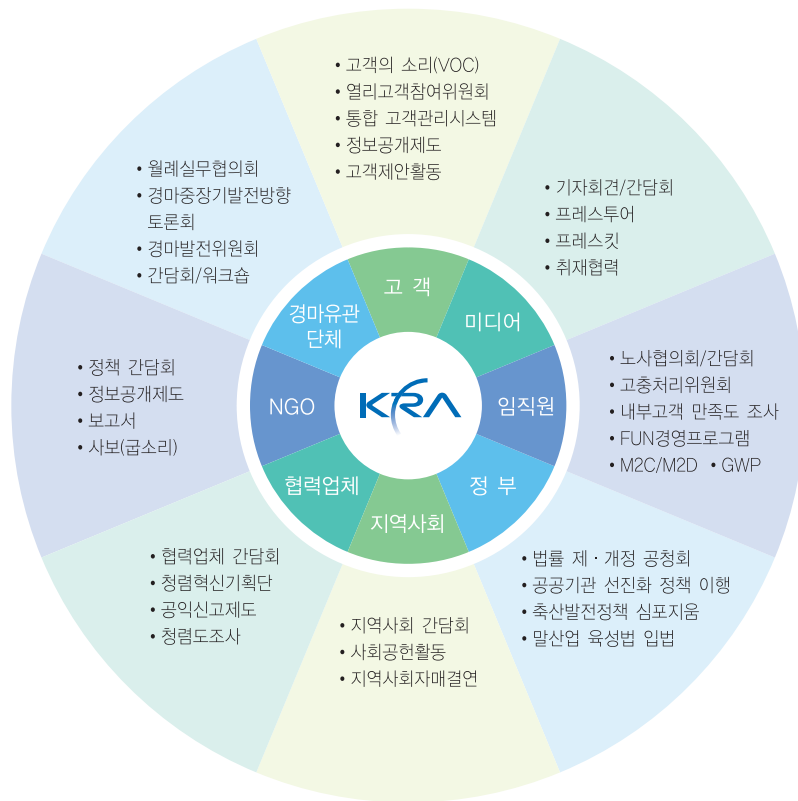 고 객
• 고객의 소리(VOC)
• 열리고객참여위원회
• 통합 고객관리시스템
• 정보공개제도
• 고객제안활동
미디어
• 기자회견/간담회
• 프레스투어
• 프레스킷
• 취재협력
임직원
• 노사협의회/간담회
• 고충처리위원회
• 내부고객 만족도 조사
• FUN경영프로그램
• M2C/M2D • GWP
정 부
• 법률 제·개정 공청회
• 공공기관 선진화 정책 이행
• 축산발전정책 심포지움
• 말산업 육성법 입법
지역사회
• 지역사회 간담회
• 사회공헌활동
• 지역사회자매결연
협력업체
• 협력업체 간담회
• 청렴혁신기획단
• 공익신고제도
• 청렴도조사
NGO
• 정책 간담회
• 정보공개제도
• 보고서
• 사보(굽소리)
경마유관
단체
• 월례실무협의회
• 경마중장기발전방향
토론회
• 경마발전위원회
• 간담회/워크숍
KRA